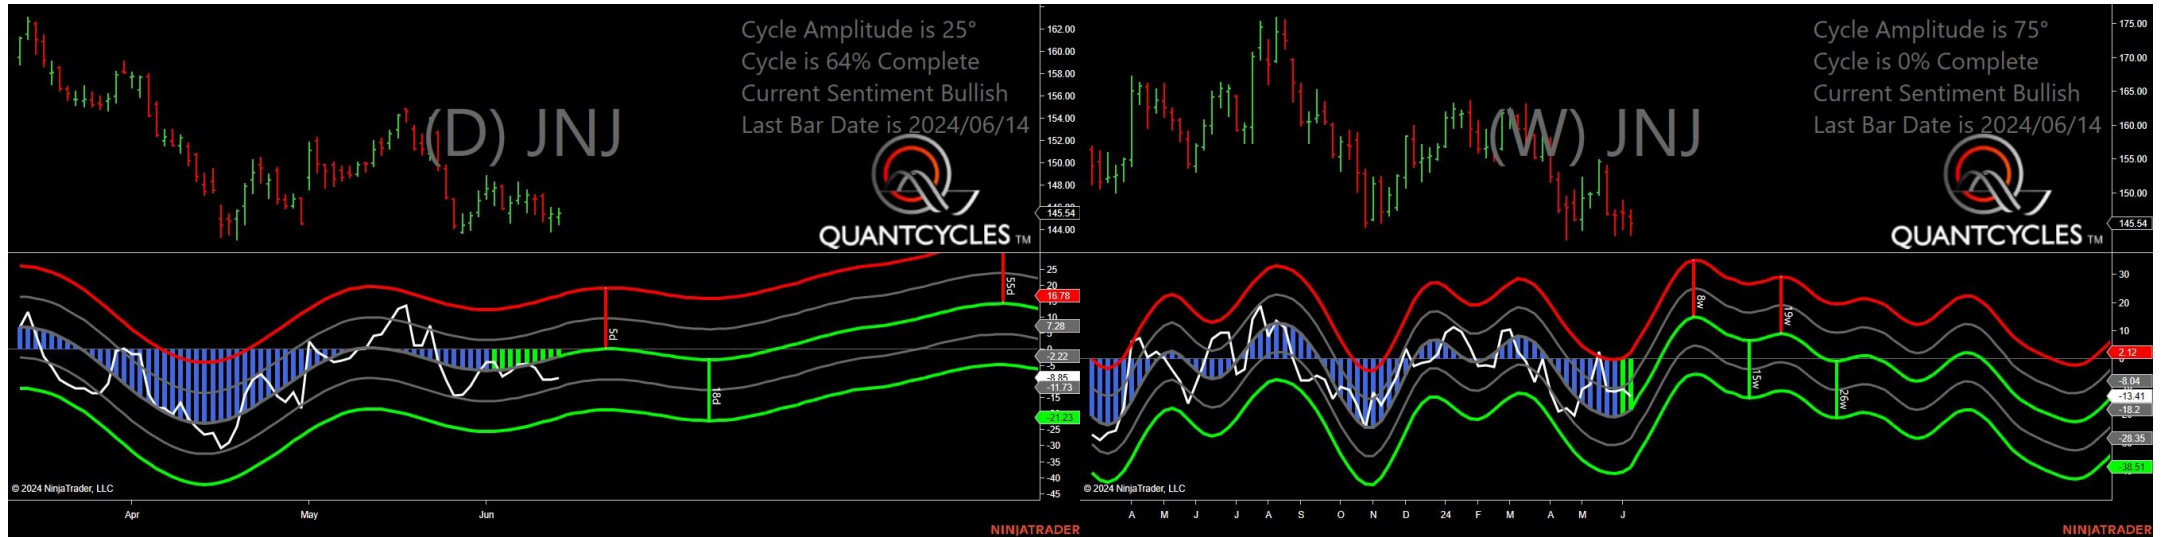 Cycle Amplitude is 25°
Cycle is 64% Complete
Current Sentiment Bullish
Last Bar Date is 2024/06/14
(D) JNJ
QUANTCYCLES TM
162.00
160.00
158.00
156.00
154.00
152.00
150.00
148.00
145.54
144.00
25
20
16.78
10
7.28
0
-2.22
-5
-8.85
-11.73
-15
-21.23
-25
-30
-35
-40
-45
5d
18d
55d
© 2024 NinjaTrader, LLC
Apr May Jun
NINJATRADER
Cycle Amplitude is 75°
Cycle is 0% Complete
Current Sentiment Bullish
Last Bar Date is 2024/06/14
(W) JNJ
QUANTCYCLES TM
175.00
170.00
165.00
160.00
155.00
150.00
145.54
30
20
10
2.12
-8.04
-13.41
-18.2
-28.35
-38.51
8w
15w
19w
26w
© 2024 NinjaTrader, LLC
A M J J A S O N D 24 F M A M J
NINJATRADER